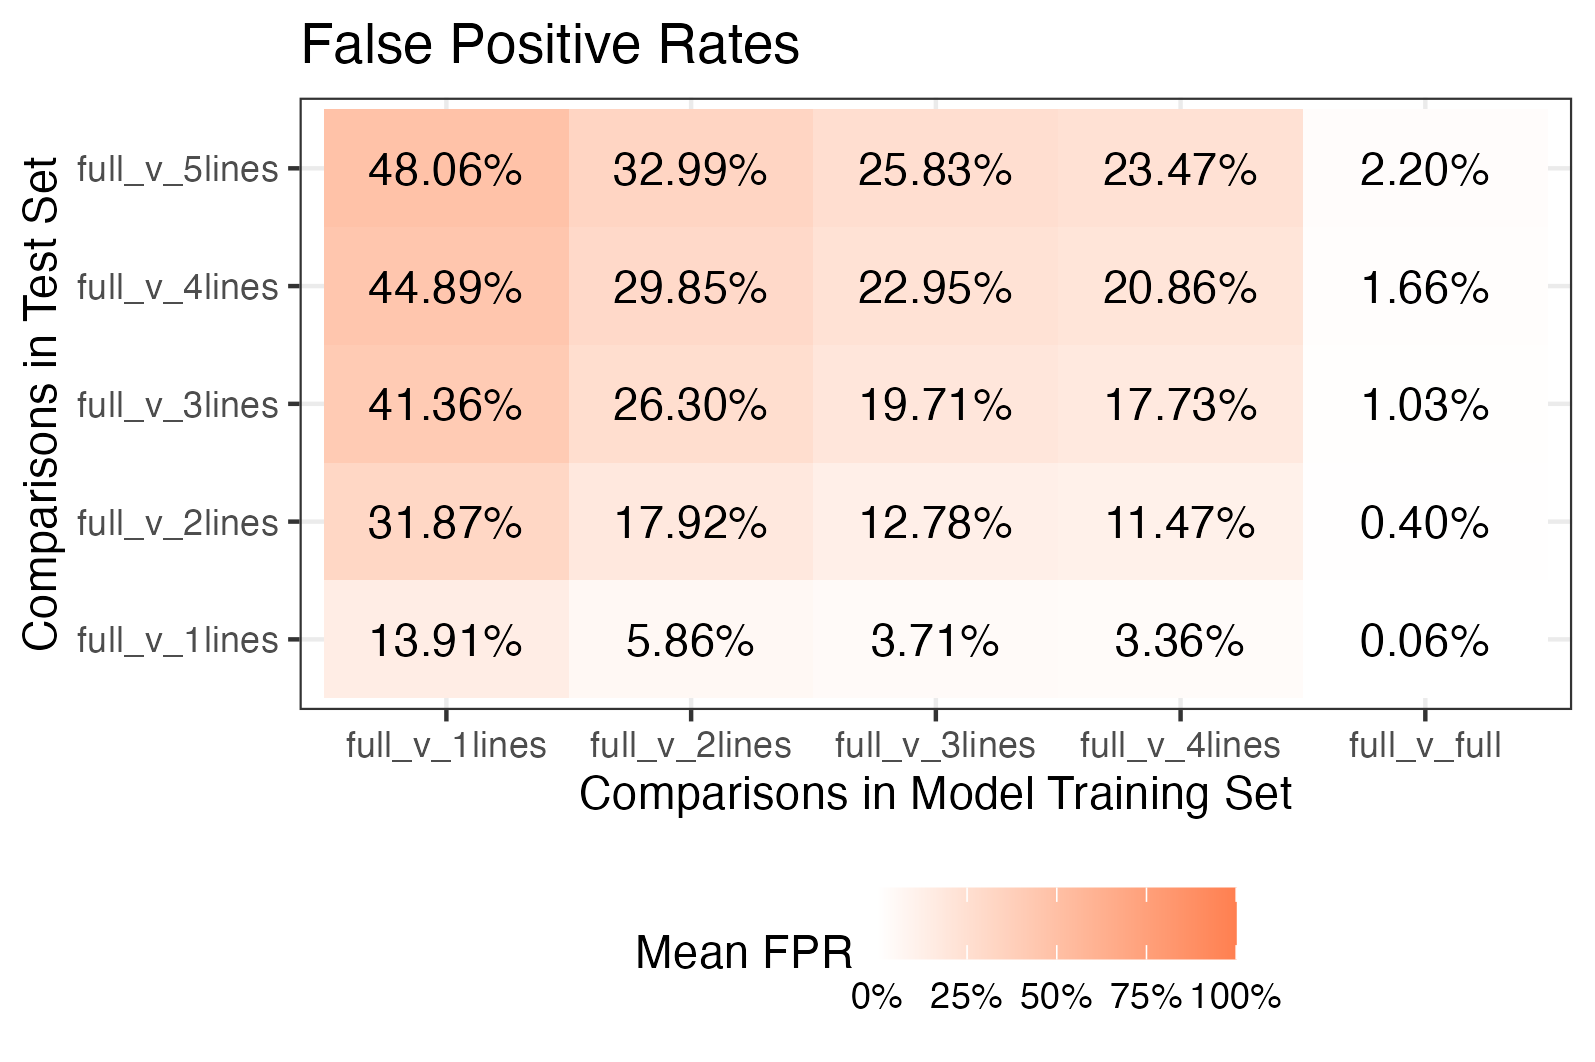 False Positive Rates
Comparisons in Test Set
full_v_5lines 48.06% 32.99% 25.83% 23.47% 2.20%
full_v_4lines 44.89% 29.85% 22.95% 20.86% 1.66%
full_v_3lines 41.36% 26.30% 19.71% 17.73% 1.03%
full_v_2lines 31.87% 17.92% 12.78% 11.47% 0.40%
full_v_1lines 13.91% 5.86% 3.71% 3.36% 0.06%
full_v_1lines full_v_2lines full_v_3lines full_v_4lines full_v_full
Comparisons in Model Training Set
Mean FPR
0% 25% 50% 75% 100%